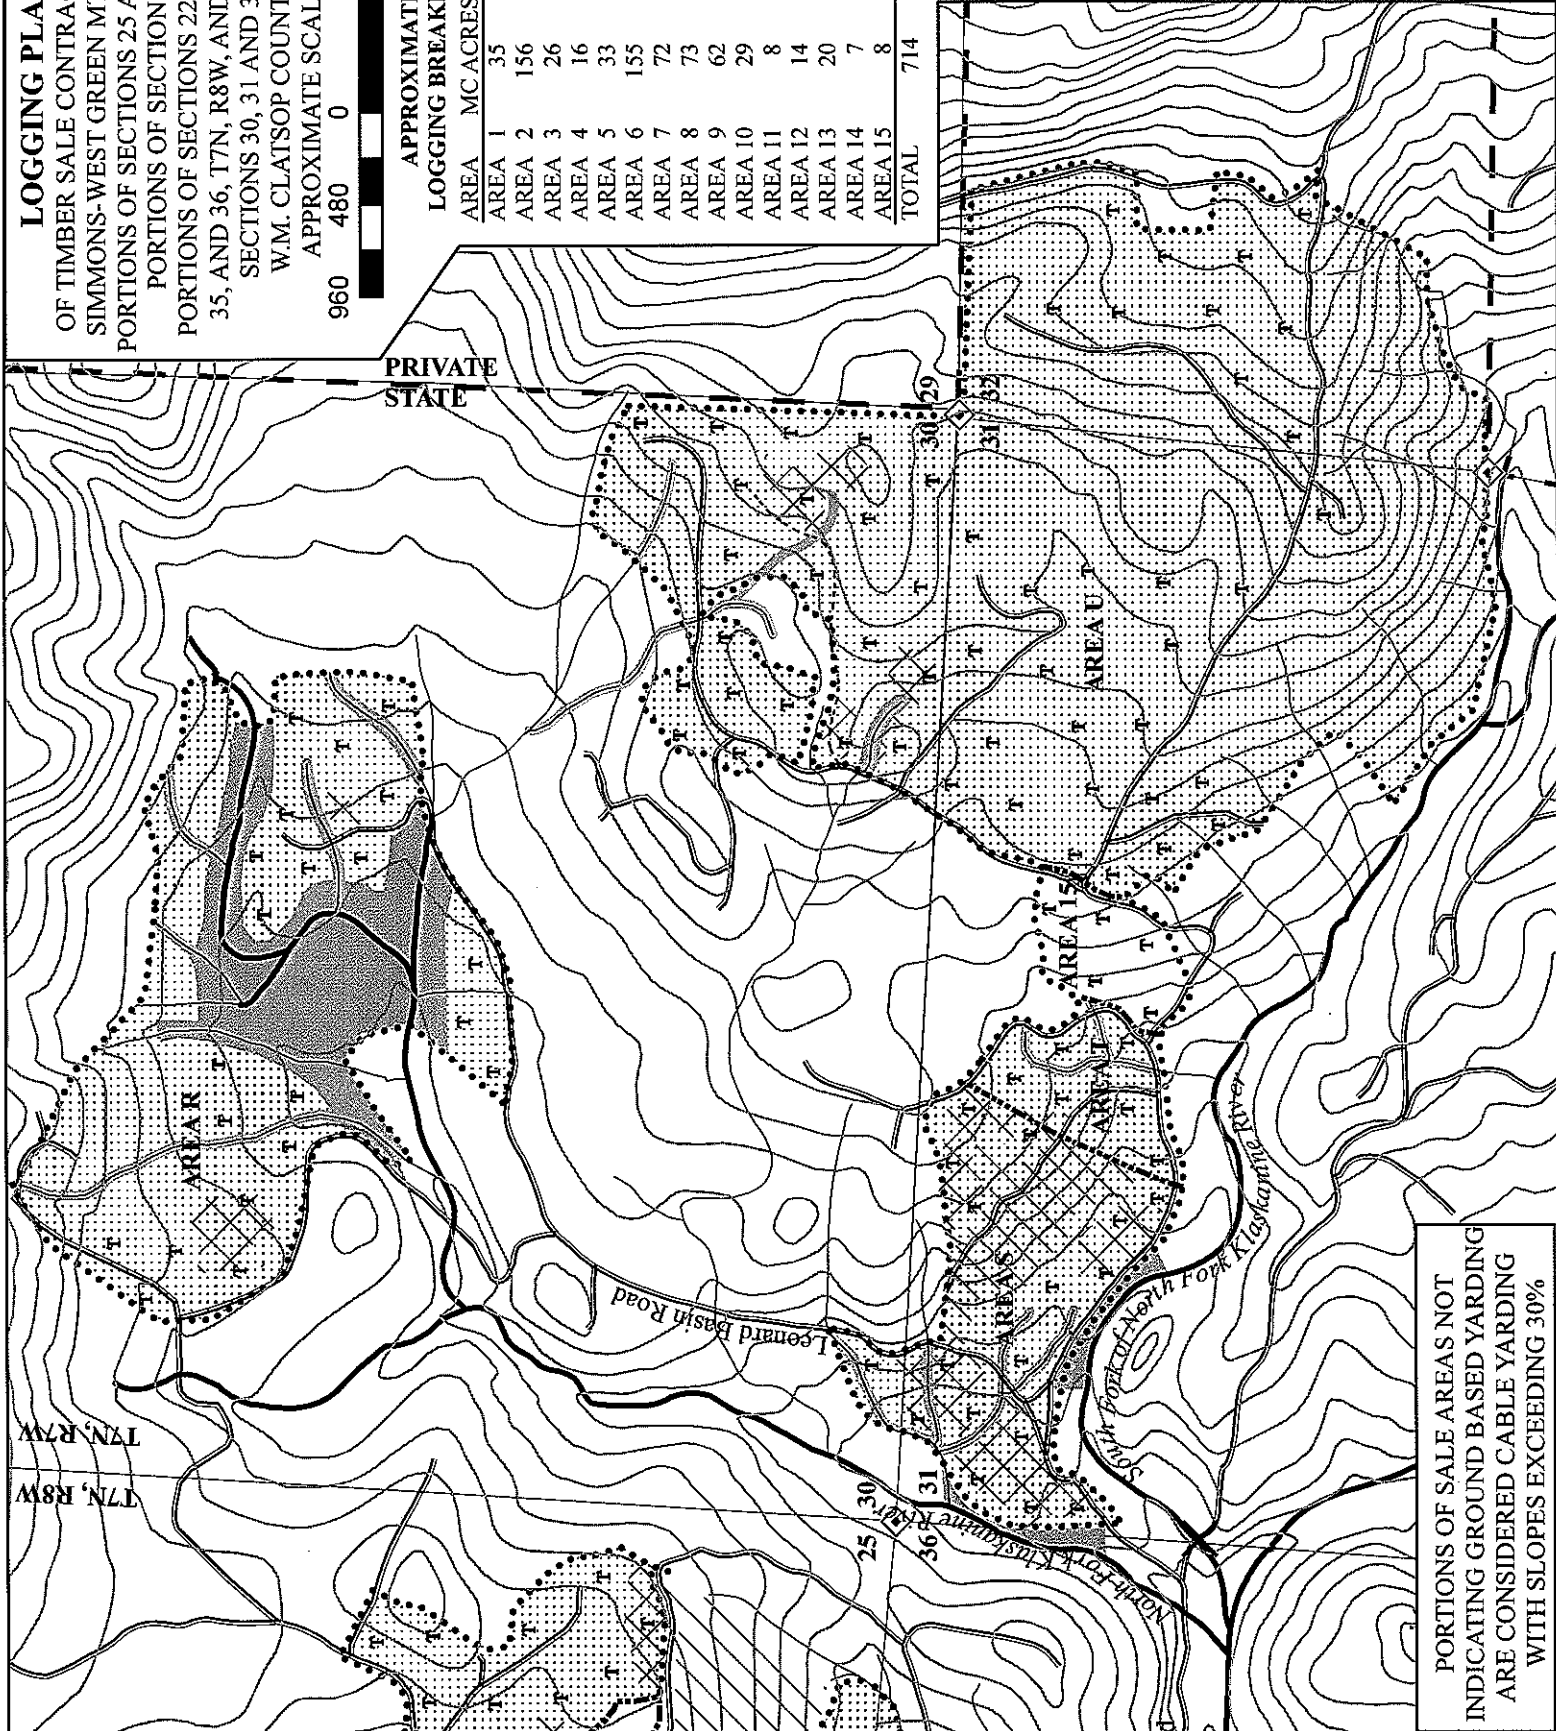 LOGGING PLA
OF TIMBER SALE CONTRA
SIMMONS-WEST GREEN M
PORTIONS OF SECTIONS 25 A
PORTIONS OF SECTION
PORTIONS OF SECTIONS 22
35, AND 36, T7N, R8W, AND
SECTIONS 30, 31 AND 3
W.M. CLATSOP COUNT
APPROXIMATE SCAL
960 480 0
APPROXIMAT
LOGGING BREAK
AREA MC ACRES
AREA 1 35
AREA 2 156
AREA 3 26
AREA 4 16
AREA 5 33
AREA 6 155
AREA 7 72
AREA 8 73
AREA 9 62
AREA 10 29
AREA 11 8
AREA 12 14
AREA 13 20
AREA 14 7
AREA 15 8
TOTAL 714
PRIVATE
STATE
30 29
31 32
AREA R
AREA U
AREA 15
AREA T
AREA S
Leonard Basin Road
T7N, R7W
T7N, R8W
25 30
36 31
North Fork Klaskanine River
South Fork of North Fork Klaskanine River
PORTIONS OF SALE AREAS NOT
INDICATING GROUND BASED YARDING
ARE CONSIDERED CABLE YARDING
WITH SLOPES EXCEEDING 30%